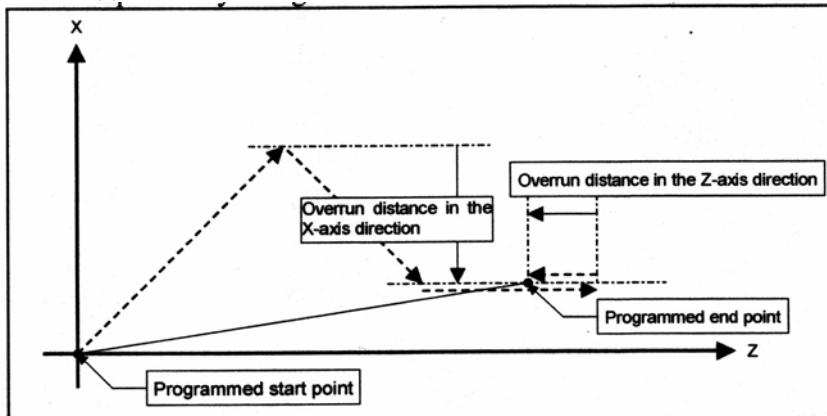 X
Overrun distance in the Z-axis direction
Overrun distance in the
X-axis direction
Programmed end point
Z
Programmed start point